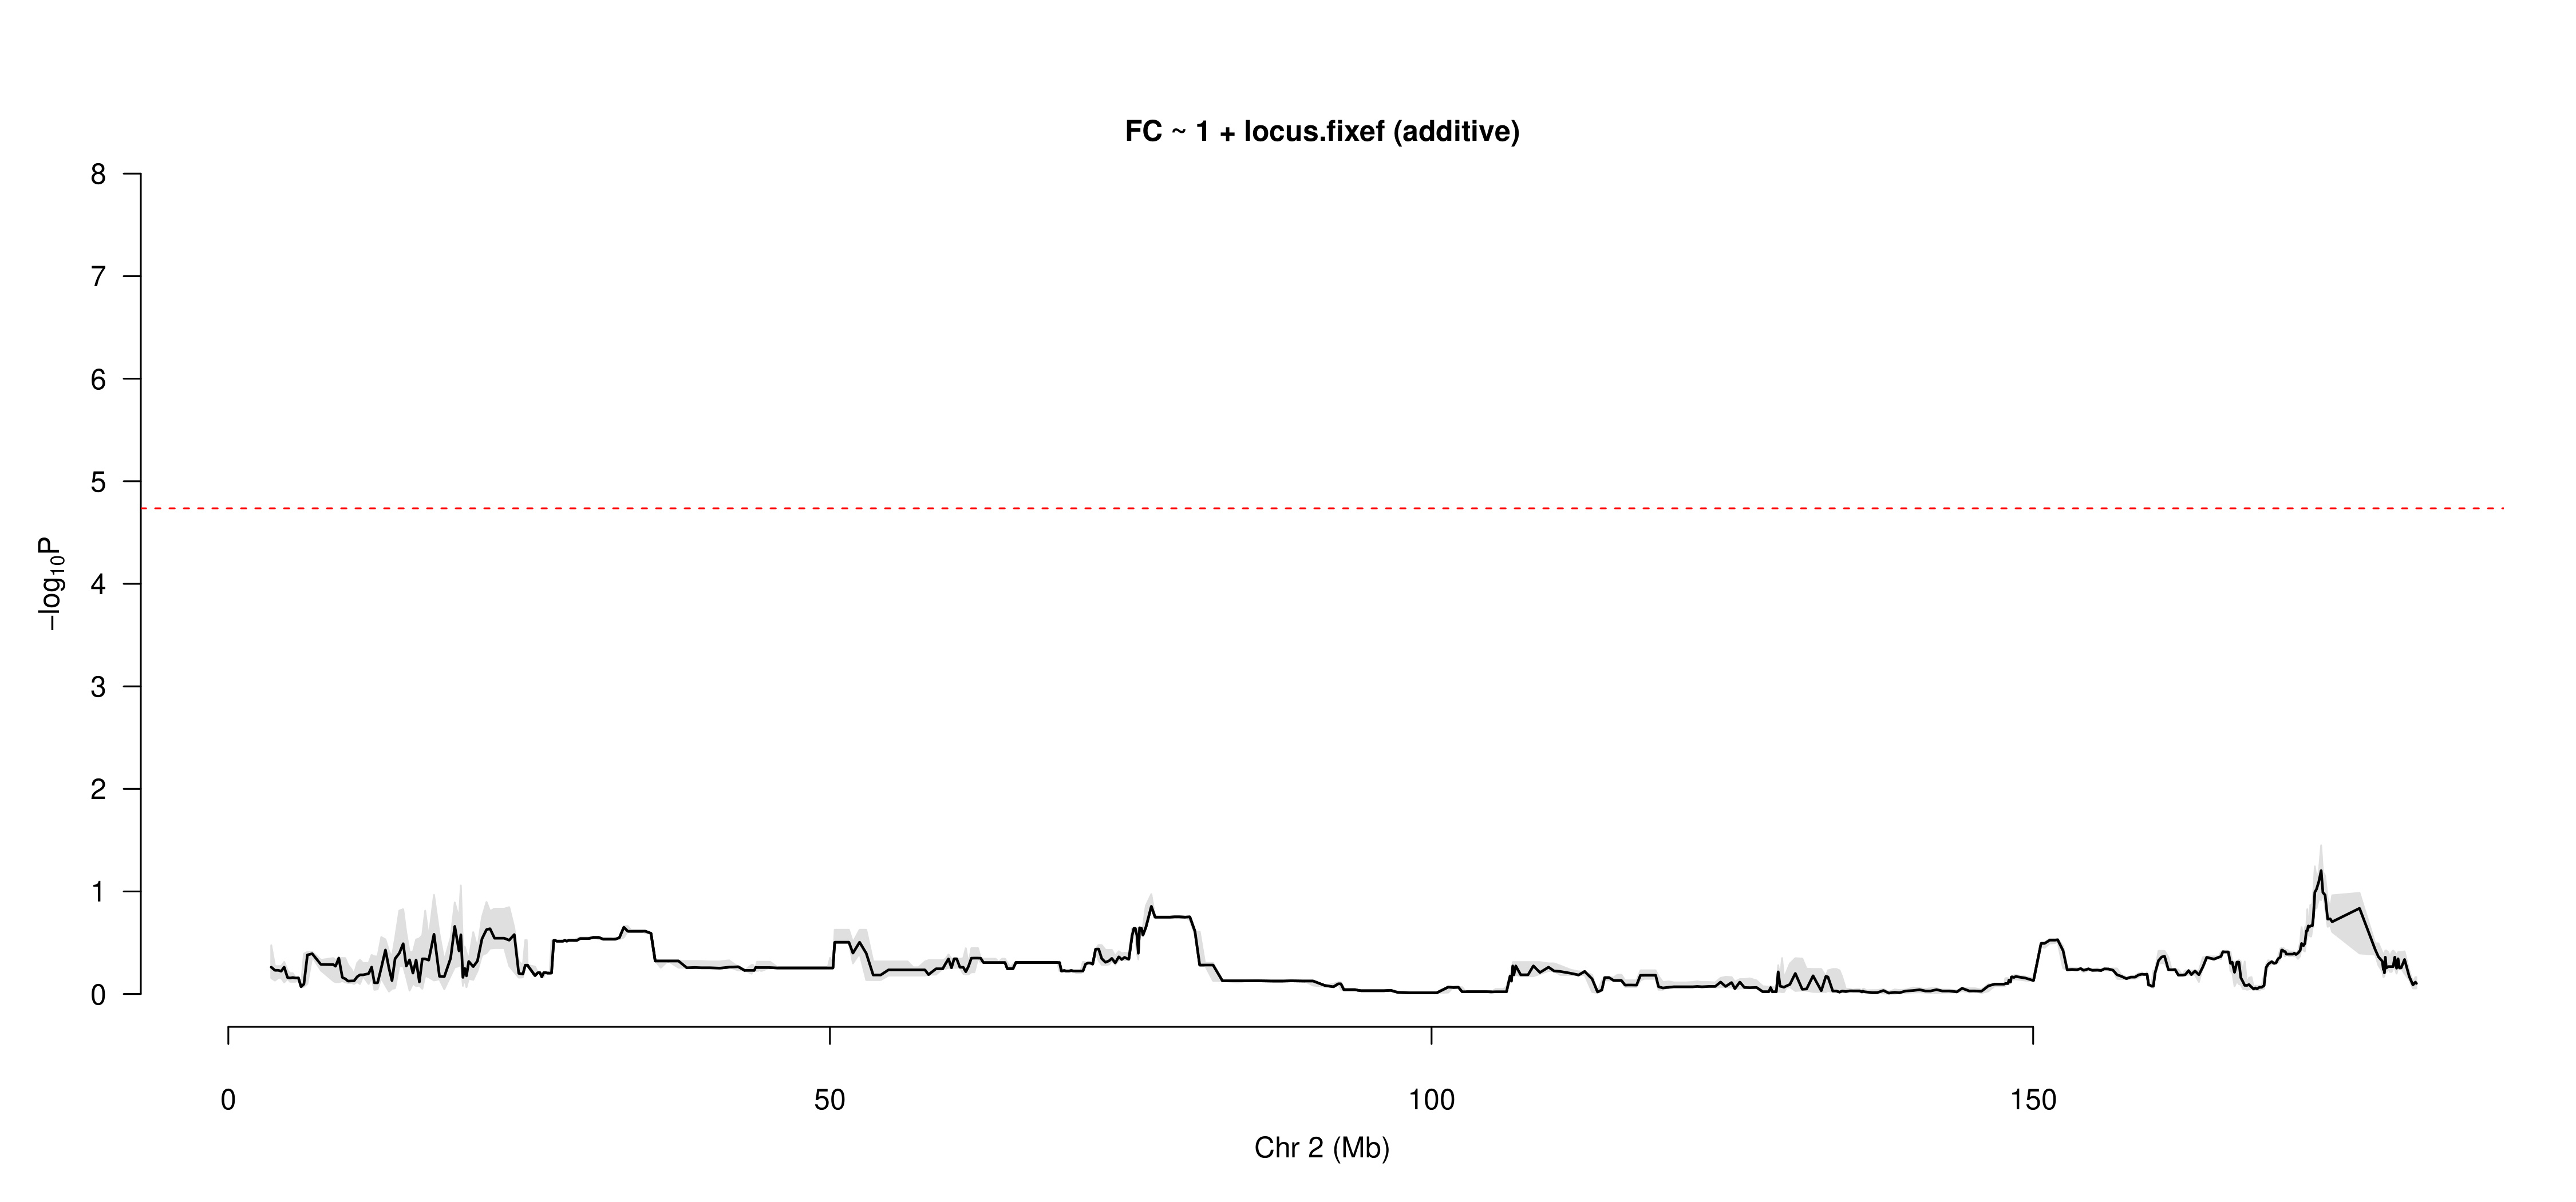 FC ~ 1 + locus.fixef (additive)
8
7
6
5
4
3
2
1
0
−log10P
0 50 100 150
Chr 2 (Mb)